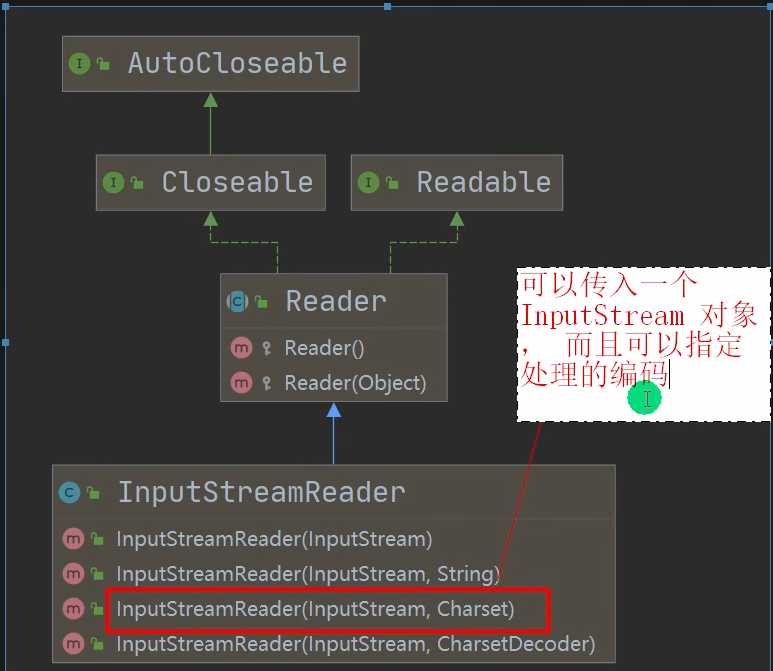 AutoCloseable
Closeable
Readable
Reader
Reader()
Reader(Object)
可以传入一个
InputStream 对象
， 而且可以指定
处理的编码
InputStreamReader
InputStreamReader(InputStream)
InputStreamReader(InputStream, String)
InputStreamReader(InputStream, Charset)
InputStreamReader(InputStream, CharsetDecoder)